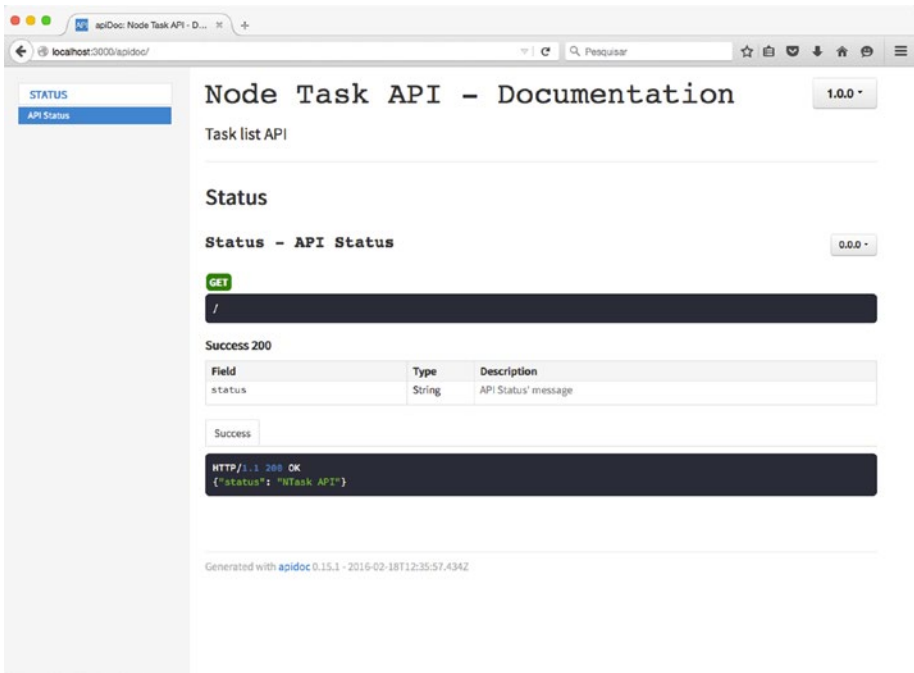 apiDoc: Node Task API - D...
localhost:3000/apidoc/
Pesquisar
STATUS
API Status
Node Task API – Documentation
1.0.0
Task list API
Status
Status – API Status
0.0.0
GET
/
Success 200
Field Type Description
status String API Status' message
Success
HTTP/1.1 200 OK
{"status": "NTask API"}
Generated with apidoc 0.15.1 - 2016-02-18T12:35:57.434Z